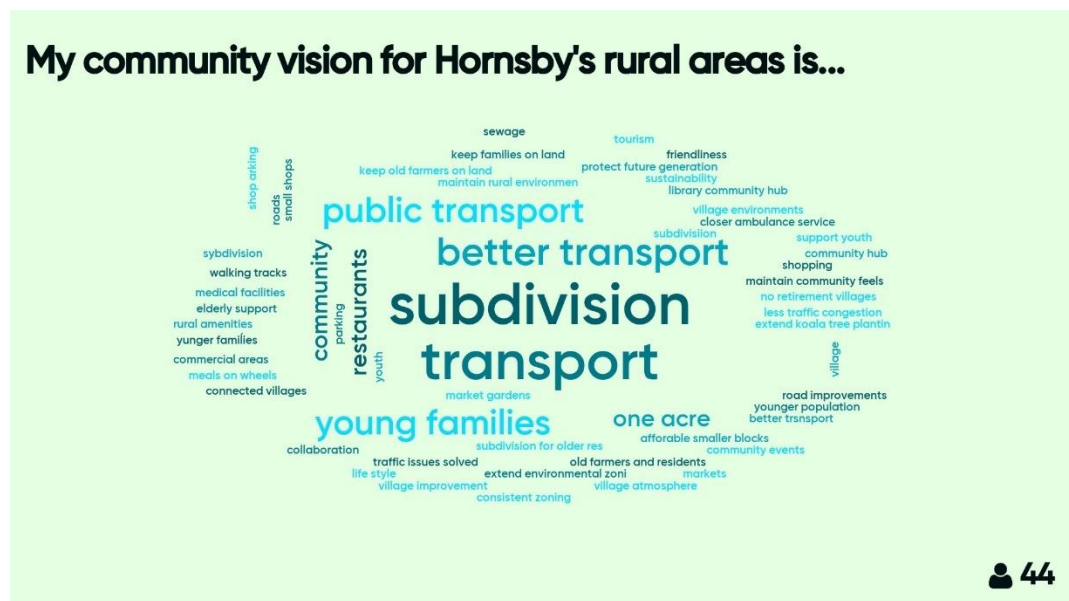 My community vision for Hornsby's rural areas is...
sewage
tourism
keep families on land
friendliness
keep old farmers on land
protect future generation
maintain rural environmen
sustainability
library community hub
shop arking
roads
small shops
public transport
village environments
closer ambulance service
subdivisiion
support youth
better transport
sybdivision
community hub
walking tracks
shopping
maintain community feels
medical facilities
no retirement villages
elderly support
community
parking
restaurants
youth
subdivision
less traffic congestion
rural amenities
extend koala tree plantin
yunger families
village
commercial areas
transport
meals on wheels
connected villages
market gardens
road improvements
younger population
young families
one acre
better trsnsport
afforable smaller blocks
collaboration
subdivision for older res
community events
traffic issues solved
old farmers and residents
life style
extend environmental zoni
markets
village improvement
village atmosphere
consistent zoning
44